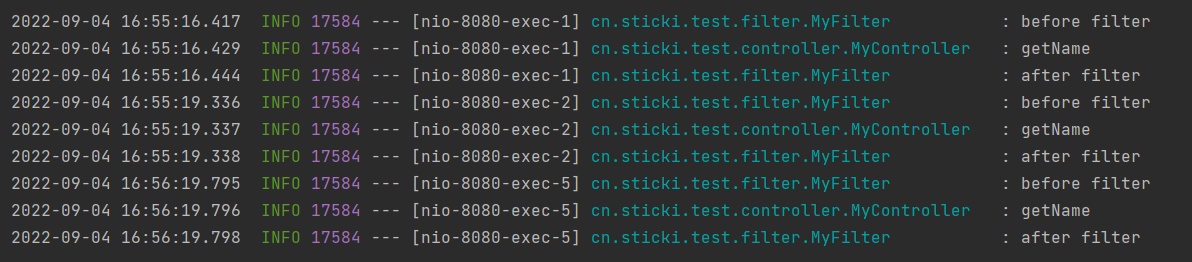 2022-09-04 16:55:16.417  INFO 17584 --- [nio-8080-exec-1] cn.sticki.test.filter.MyFilter           : before filter
2022-09-04 16:55:16.429  INFO 17584 --- [nio-8080-exec-1] cn.sticki.test.controller.MyController   : getName
2022-09-04 16:55:16.444  INFO 17584 --- [nio-8080-exec-1] cn.sticki.test.filter.MyFilter           : after filter
2022-09-04 16:55:19.336  INFO 17584 --- [nio-8080-exec-2] cn.sticki.test.filter.MyFilter           : before filter
2022-09-04 16:55:19.337  INFO 17584 --- [nio-8080-exec-2] cn.sticki.test.controller.MyController   : getName
2022-09-04 16:55:19.338  INFO 17584 --- [nio-8080-exec-2] cn.sticki.test.filter.MyFilter           : after filter
2022-09-04 16:56:19.795  INFO 17584 --- [nio-8080-exec-5] cn.sticki.test.filter.MyFilter           : before filter
2022-09-04 16:56:19.796  INFO 17584 --- [nio-8080-exec-5] cn.sticki.test.controller.MyController   : getName
2022-09-04 16:56:19.798  INFO 17584 --- [nio-8080-exec-5] cn.sticki.test.filter.MyFilter           : after filter